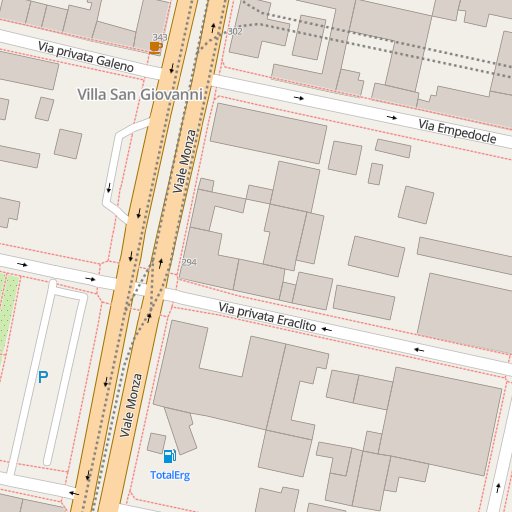 343
302
Via privata Galeno
Villa San Giovanni
Via Empedocle
Viale Monza
294
Via privata Eraclito
P
Viale Monza
TotalErg